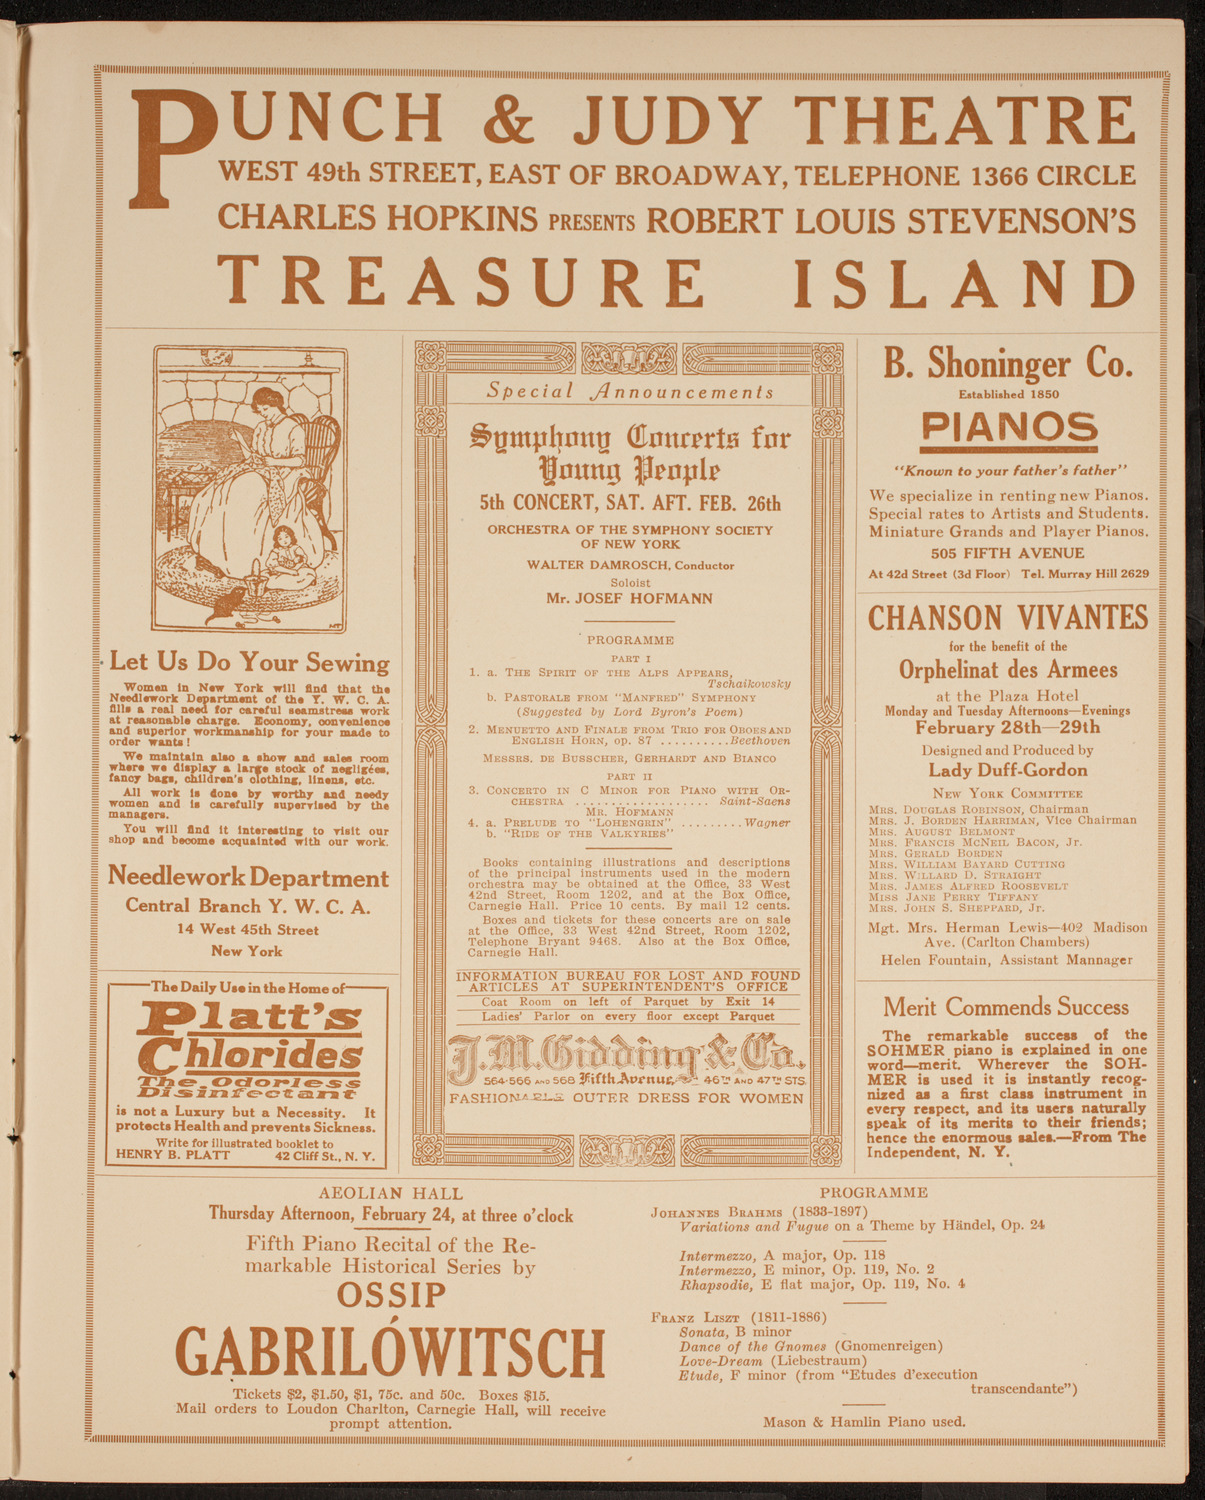 PUNCH & JUDY THEATRE
WEST 49th STREET, EAST OF BROADWAY, TELEPHONE 1366 CIRCLE
CHARLES HOPKINS PRESENTS ROBERT LOUIS STEVENSON'S
TREASURE ISLAND
Let Us Do Your Sewing
Women in New York will find that the
Needlework Department of the Y. W. C. A.
fills a real need for careful seamstress work
at reasonable charge. Economy, convenience
and superior workmanship for your made to
order wants!
We maintain also a show and sales room
where we display a large stock of negligées,
fancy bags, children's clothing, linens, etc.
All work is done by worthy and needy
women and is carefully supervised by the
managers.
You will find it interesting to visit our
shop and become acquainted with our work.
Needlework Department
Central Branch Y. W. C. A.
14 West 45th Street
New York
The Daily Use in the Home of
Platt's
Chlorides
The Odorless
Disinfectant
is not a Luxury but a Necessity. It
protects Health and prevents Sickness.
Write for illustrated booklet to
HENRY B. PLATT 42 Cliff St., N. Y.
Special Announcements
Symphony Concerts for
Young People
5th CONCERT, SAT. AFT. FEB. 26th
ORCHESTRA OF THE SYMPHONY SOCIETY
OF NEW YORK
WALTER DAMROSCH, Conductor
Soloist
Mr. JOSEF HOFMANN
PROGRAMME
PART I
1. a. THE SPIRIT OF THE ALPS APPEARS,
Tschaikowsky
b. PASTORALE FROM "MANFRED" SYMPHONY
(Suggested by Lord Byron's Poem)
2. MENUETTO AND FINALE FROM TRIO FOR OBOES AND
ENGLISH HORN, op. 87 ..........Beethoven
MESSRS. DE BUSSCHER, GERHARDT AND BIANCO
PART II
3. CONCERTO IN C MINOR FOR PIANO WITH OR-
CHESTRA ................... Saint-Saens
MR. HOFMANN
4. a. PRELUDE TO "LOHENGRIN" .........Wagner
b. "RIDE OF THE VALKYRIES"
Books containing illustrations and descriptions
of the principal instruments used in the modern
orchestra may be obtained at the Office, 33 West
42nd Street, Room 1202, and at the Box Office,
Carnegie Hall. Price 10 cents. By mail 12 cents.
Boxes and tickets for these concerts are on sale
at the Office, 33 West 42nd Street, Room 1202,
Telephone Bryant 9468. Also at the Box Office,
Carnegie Hall.
INFORMATION BUREAU FOR LOST AND FOUND
ARTICLES AT SUPERINTENDENT'S OFFICE
Coat Room on left of Parquet by Exit 14
Ladies' Parlor on every floor except Parquet
J.M. Gidding & Co.
564-566 AND 568 Fifth Avenue, 46TH AND 47TH STS.
FASHIONABLE OUTER DRESS FOR WOMEN
B. Shoninger Co.
Established 1850
PIANOS
"Known to your father's father"
We specialize in renting new Pianos.
Special rates to Artists and Students.
Miniature Grands and Player Pianos.
505 FIFTH AVENUE
At 42d Street (3d Floor) Tel. Murray Hill 2629
CHANSON VIVANTES
for the benefit of the
Orphelinat des Armees
at the Plaza Hotel
Monday and Tuesday Afternoons—Evenings
February 28th—29th
Designed and Produced by
Lady Duff-Gordon
NEW YORK COMMITTEE
MRS. DOUGLAS ROBINSON, Chairman
MRS. J. BORDEN HARRIMAN, Vice Chairman
MRS. AUGUST BELMONT
MRS. FRANCIS MCNEIL BACON, Jr.
MRS. GERALD BORDEN
MRS. WILLIAM BAYARD CUTTING
MRS. WILLARD D. STRAIGHT
MRS. JAMES ALFRED ROOSEVELT
MISS JANE PERRY TIFFANY
MRS. JOHN S. SHEPPARD, Jr.
Mgt. Mrs. Herman Lewis—402 Madison
Ave. (Carlton Chambers)
Helen Fountain, Assistant Mannager
Merit Commends Success
The remarkable success of the
SOHMER piano is explained in one
word—merit. Wherever the SOH-
MER is used it is instantly recog-
nized as a first class instrument in
every respect, and its users naturally
speak of its merits to their friends;
hence the enormous sales.—From The
Independent, N. Y.
AEOLIAN HALL
Thursday Afternoon, February 24, at three o'clock
Fifth Piano Recital of the Re-
markable Historical Series by
OSSIP
GABRILÓWITSCH
Tickets $2, $1.50, $1, 75c. and 50c. Boxes $15.
Mail orders to Loudon Charlton, Carnegie Hall, will receive
prompt attention.
PROGRAMME
JOHANNES BRAHMS (1833-1897)
Variations and Fugue on a Theme by Händel, Op. 24
Intermezzo, A major, Op. 118
Intermezzo, E minor, Op. 119, No. 2
Rhapsodie, E flat major, Op. 119, No. 4
FRANZ LISZT (1811-1886)
Sonata, B minor
Dance of the Gnomes (Gnomenreigen)
Love-Dream (Liebestraum)
Etude, F minor (from "Etudes d'execution
transcendante")
Mason & Hamlin Piano used.